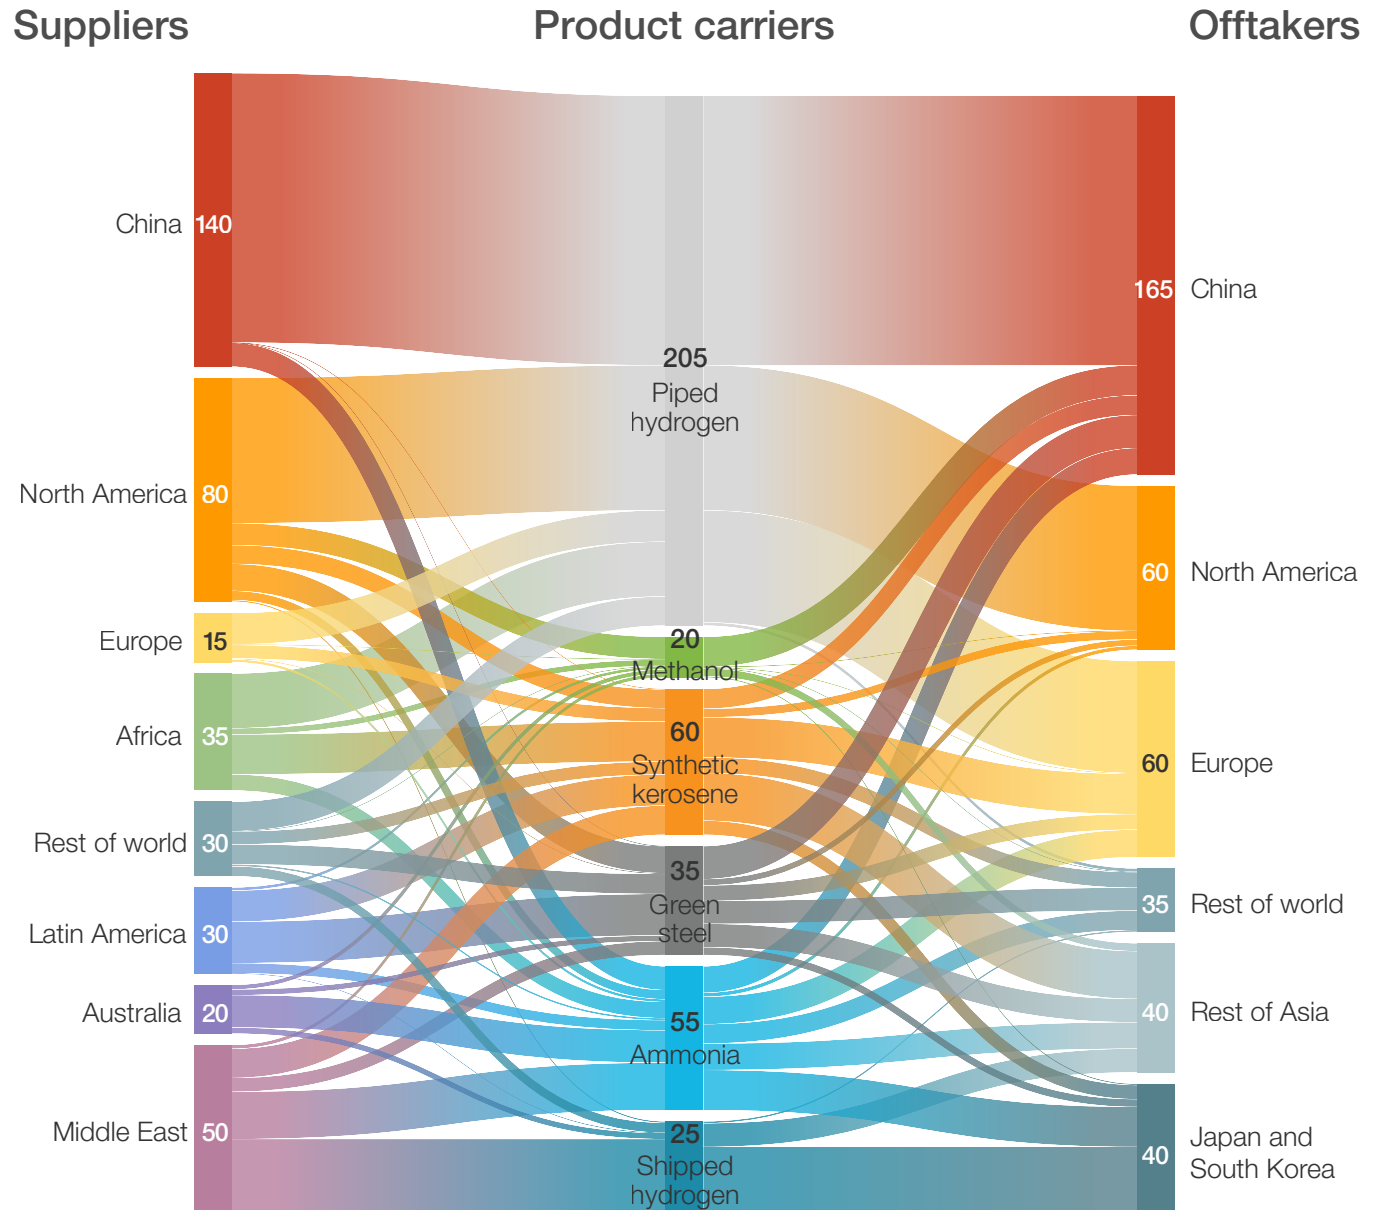 Suppliers
Product carriers
Offtakers
China
140
North America
80
Europe
15
Africa
35
Rest of world
30
Latin America
30
Australia
20
Middle East
50
205
Piped
hydrogen
20
Methanol
60
Synthetic
kerosene
35
Green
steel
55
Ammonia
25
Shipped
hydrogen
165
China
60
North America
60
Europe
35
Rest of world
40
Rest of Asia
40
Japan and
South Korea